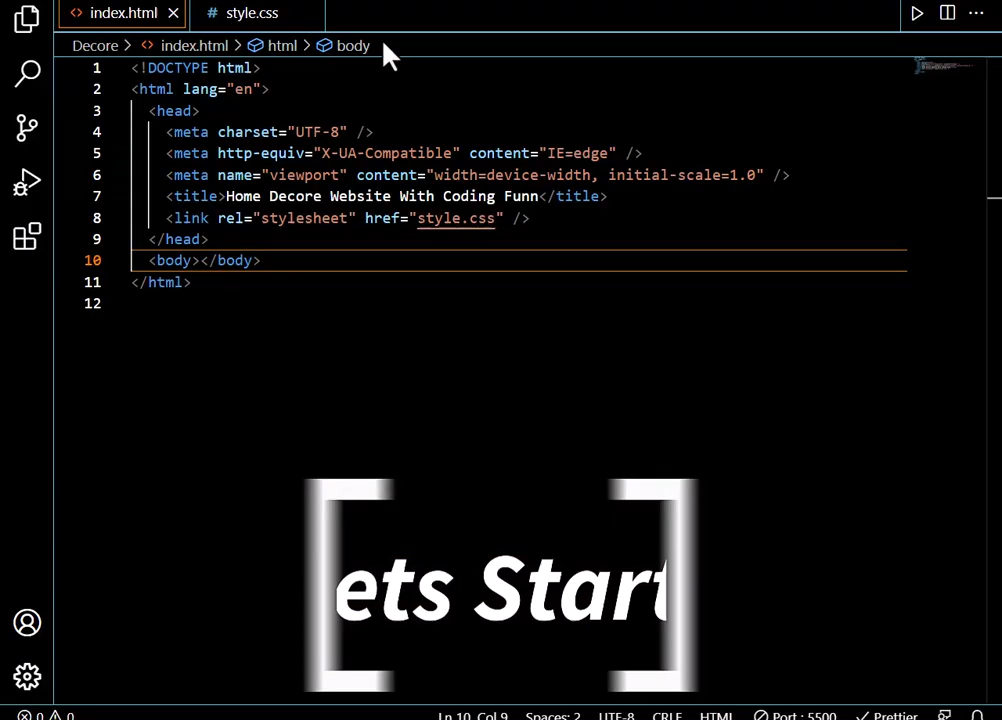 index.html
# style.css
Decore > index.html > html > body
1 <!DOCTYPE html>
2 <html lang="en">
3 <head>
4 <meta charset="UTF-8" />
5 <meta http-equiv="X-UA-Compatible" content="IE=edge" />
6 <meta name="viewport" content="width=device-width, initial-scale=1.0" />
7 <title>Home Decore Website With Coding Funn</title>
8 <link rel="stylesheet" href="style.css" />
9 </head>
10 <body></body>
11 </html>
12
ets Start
0 0 Ln 10, Col 9 Spaces: 2 UTF-8 CRLF HTML Port : 5500 Prettier